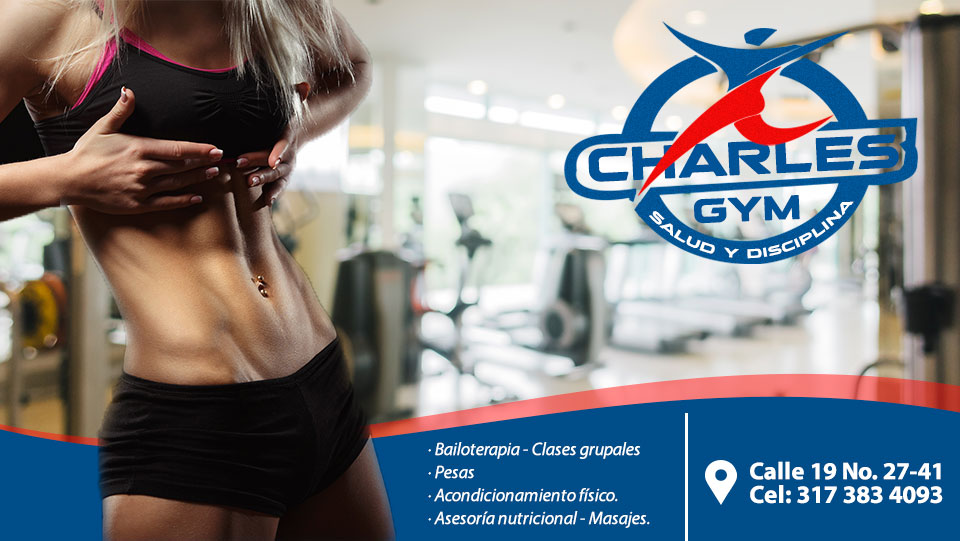 CHARLES
GYM
SALUD Y DISCIPLINA
· Bailoterapia - Clases grupales
· Pesas
· Acondicionamiento físico.
· Asesoría nutricional - Masajes.
Calle 19 No. 27-41
Cel: 317 383 4093